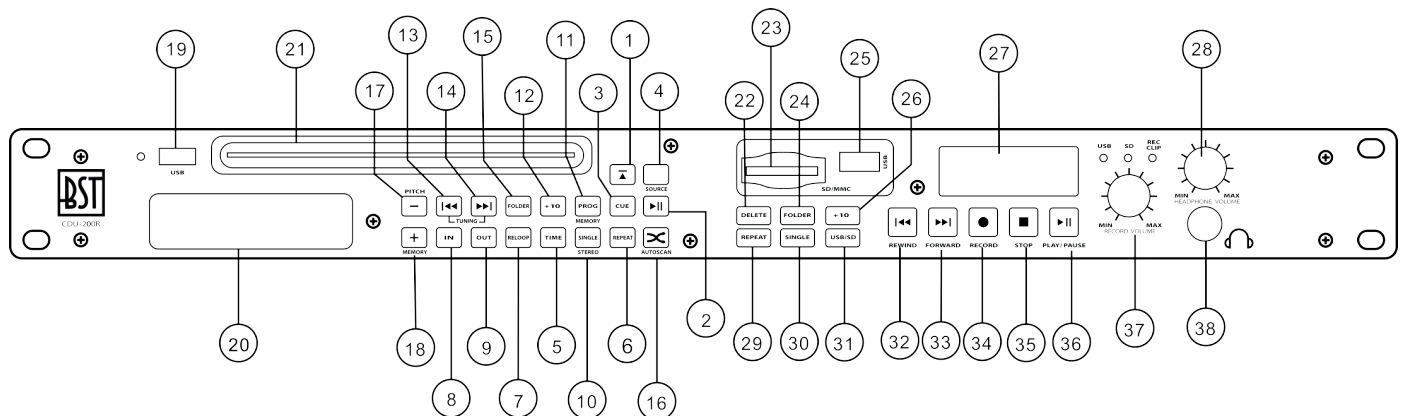 19
21
13
15
11
1
23
25
27
28
17
14
12
3
4
22
24
26
USB
BST
CDU-200R
PITCH
−
TUNING
FOLDER
+10
PROG
MEMORY
CUE
SOURCE
+
MEMORY
IN
OUT
RELOOP
TIME
SINGLE
STEREO
REPEAT
AUTOSCAN
SD/MMC
USB
DELETE
FOLDER
+10
REPEAT
SINGLE
USB/SD
REWIND
FORWARD
RECORD
STOP
PLAY/PAUSE
USB
SD
REC
CLIP
MIN
MAX
RECORD VOLUME
MIN
MAX
HEADPHONE VOLUME
20
18
8
9
7
5
10
6
16
2
29
30
31
32
33
34
35
36
37
38